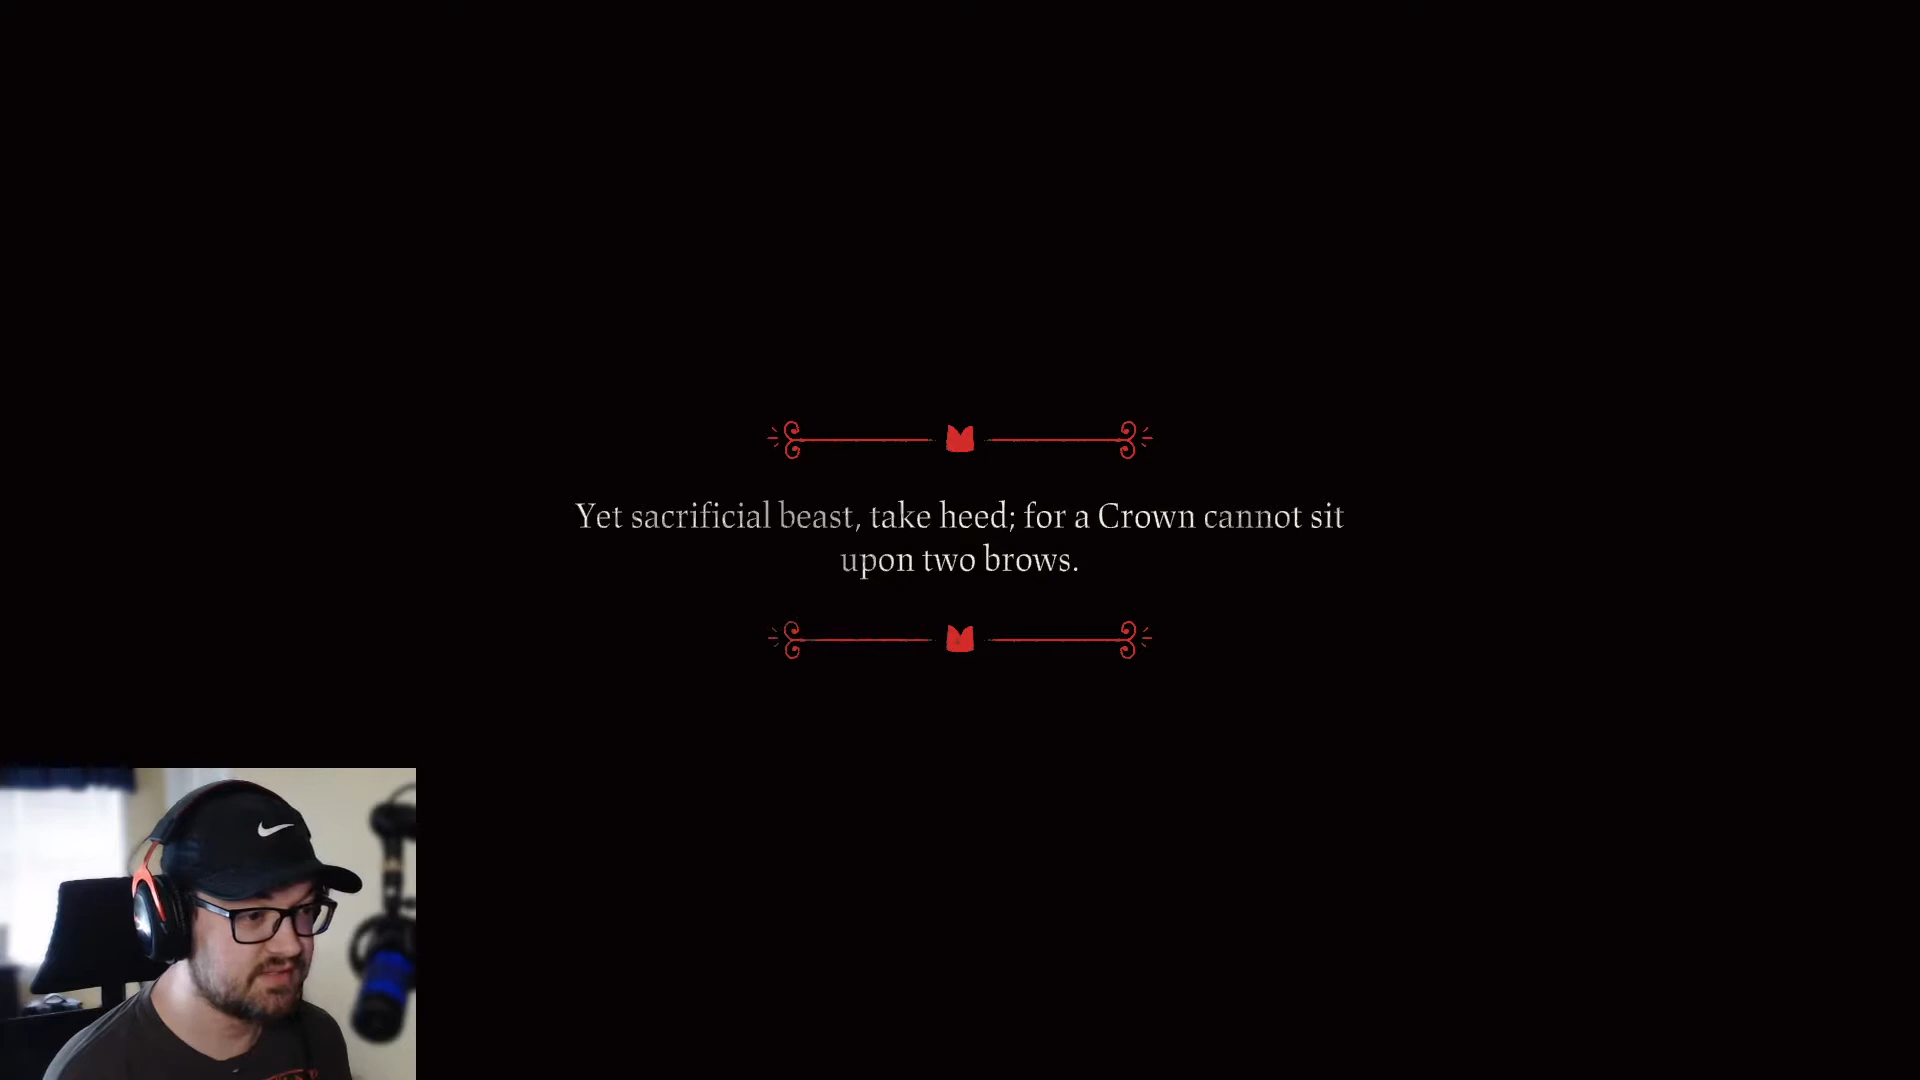 Yet sacrificial beast, take heed; for a Crown cannot sit
upon two brows.